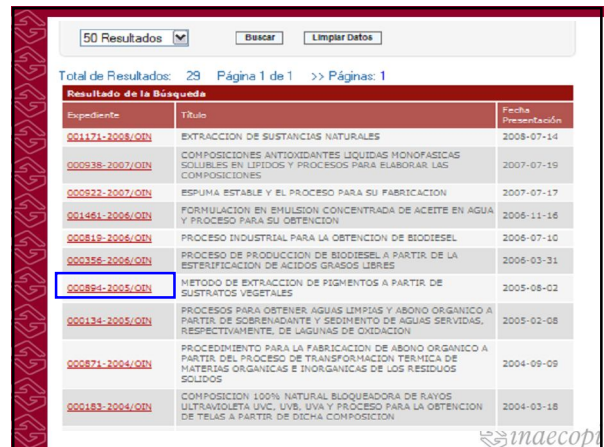 50 Resultados Buscar Limpiar Datos
Total de Resultados: 29 Página 1 de 1 >> Páginas: 1
Resultado de la Búsqueda
Expediente Título Fecha Presentación
001171-2008/OIN EXTRACCION DE SUSTANCIAS NATURALES 2008-07-14
COMPOSICIONES ANTIOXIDANTES LIQUIDAS MONOFASICAS
000938-2007/OIN SOLUBLES EN LIPIDOS Y PROCESOS PARA ELABORAR LAS 2007-07-19
COMPOSICIONES
000922-2007/OIN ESPUMA ESTABLE Y EL PROCESO PARA SU FABRICACION 2007-07-17
001461-2006/OIN FORMULACION EN EMULSION CONCENTRADA DE ACEITE EN AGUA 2006-11-16
Y PROCESO PARA SU OBTENCION
000819-2006/OIN PROCESO INDUSTRIAL PARA LA OBTENCION DE BIODIESEL 2006-07-10
000356-2006/OIN PROCESO DE PRODUCCION DE BIODIESEL A PARTIR DE LA 2006-03-31
ESTERIFICACION DE ACIDOS GRASOS LIBRES
000894-2005/OIN METODO DE EXTRACCION DE PIGMENTOS A PARTIR DE 2005-08-02
SUSTRATOS VEGETALES
PROCESOS PARA OBTENER AGUAS LIMPIAS Y ABONO ORGANICO A
000134-2005/OIN PARTIR DE SOBRENADANTE Y SEDIMENTO DE AGUAS SERVIDAS, 2005-02-08
RESPECTIVAMENTE, DE LAGUNAS DE OXIDACION
PROCEDIMIENTO PARA LA FABRICACION DE ABONO ORGANICO A
000871-2004/OIN PARTIR DEL PROCESO DE TRANSFORMACION TERMICA DE 2004-09-09
MATERIAS ORGANICAS E INORGANICAS DE LOS RESIDUOS
SOLIDOS
COMPOSICION 100% NATURAL BLOQUEADORA DE RAYOS
000183-2004/OIN ULTRAVIOLETA UVC, UVB, UVA Y PROCESO PARA LA OBTENCION 2004-03-18
DE TELAS A PARTIR DE DICHA COMPOSICION